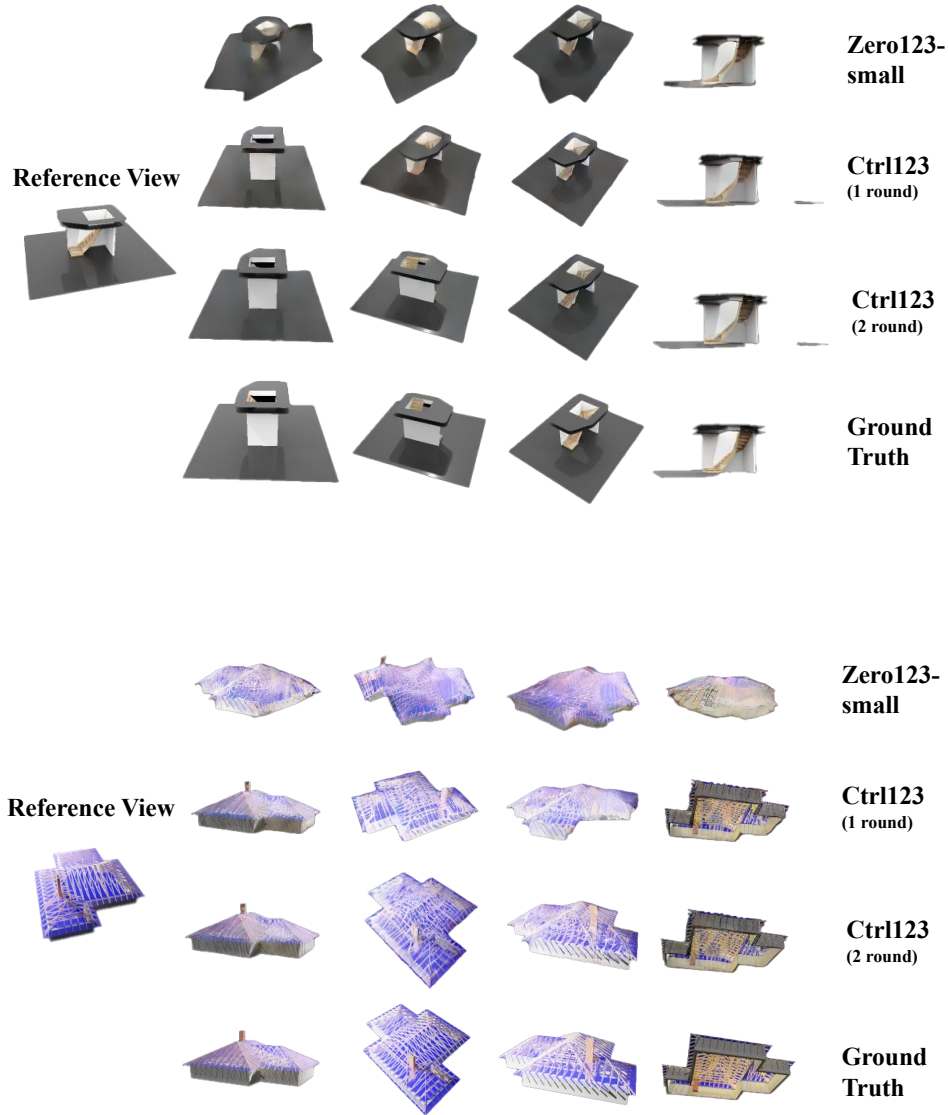 Zero123-
small
Reference View
Ctrl123
(1 round)
Ctrl123
(2 round)
Ground
Truth
Zero123-
small
Reference View
Ctrl123
(1 round)
Ctrl123
(2 round)
Ground
Truth